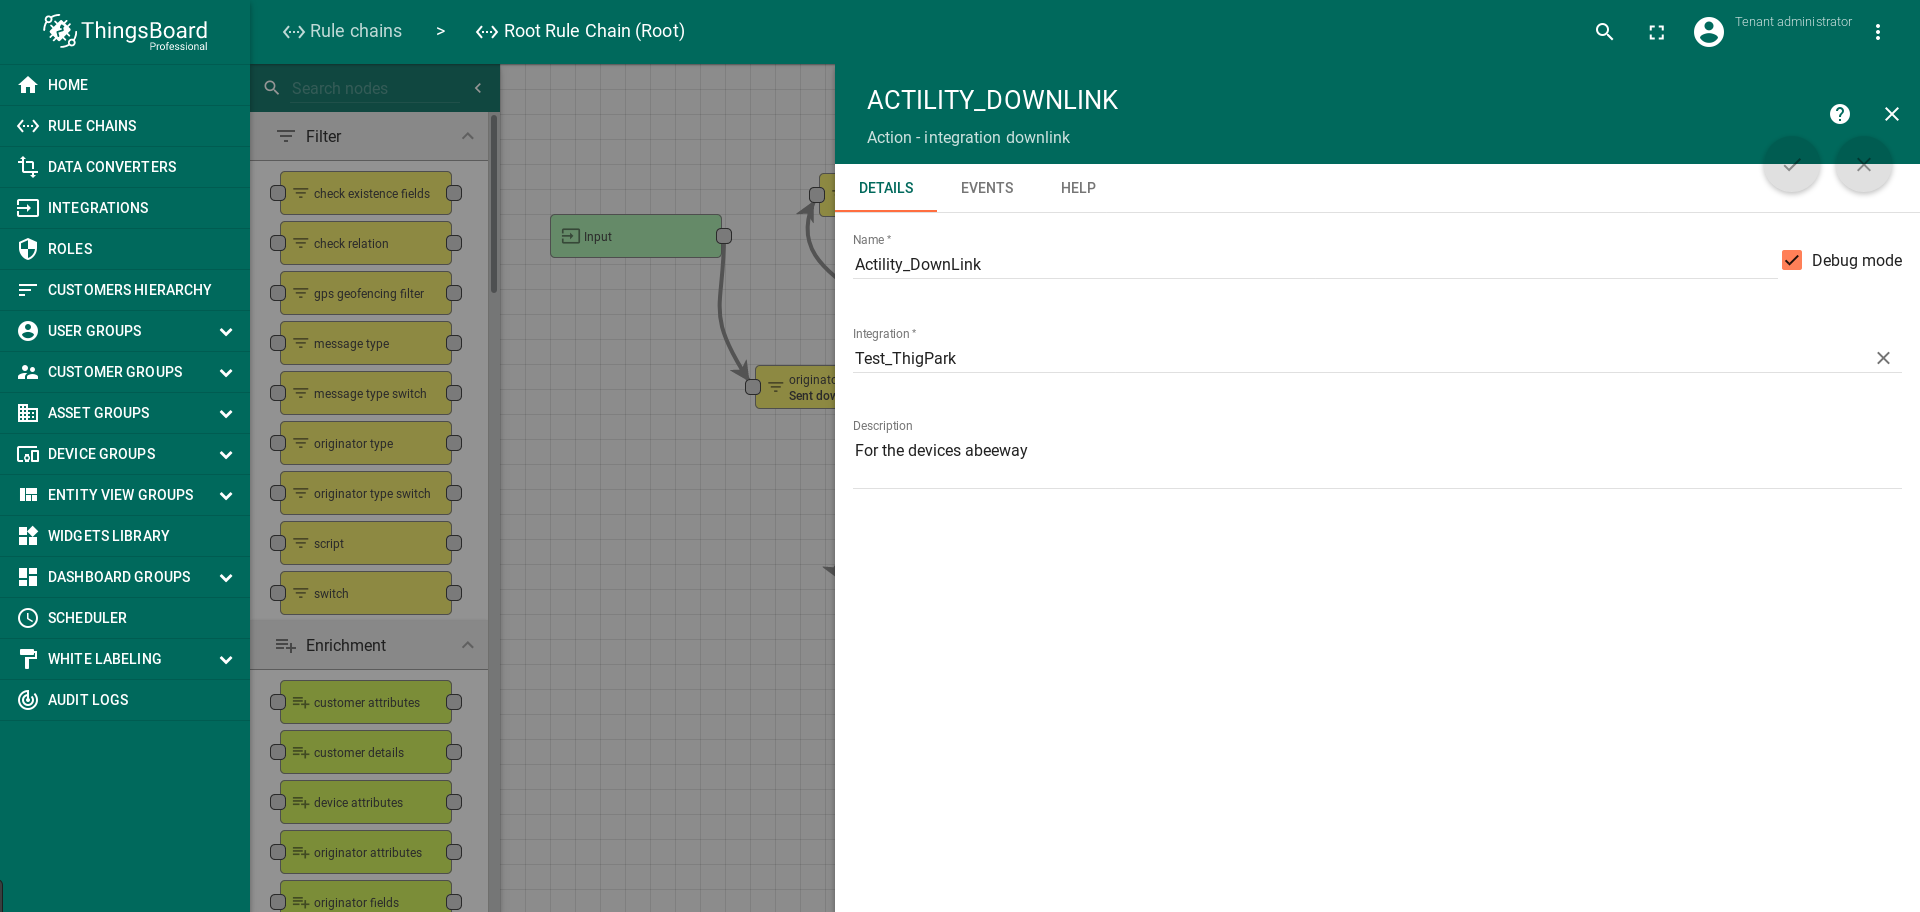 ThingsBoard
Professional
Rule chains > Root Rule Chain (Root)
Tenant administrator
HOME
RULE CHAINS
DATA CONVERTERS
INTEGRATIONS
ROLES
CUSTOMERS HIERARCHY
USER GROUPS
CUSTOMER GROUPS
ASSET GROUPS
DEVICE GROUPS
ENTITY VIEW GROUPS
WIDGETS LIBRARY
DASHBOARD GROUPS
SCHEDULER
WHITE LABELING
AUDIT LOGS
Search nodes
Filter
check existence fields
check relation
gps geofencing filter
message type
message type switch
originator type
originator type switch
script
switch
Enrichment
customer attributes
customer details
device attributes
originator attributes
originator fields
Input
originato
Sent dow
ACTILITY_DOWNLINK
Action - integration downlink
DETAILS EVENTS HELP
Name *
Actility_DownLink
Debug mode
Integration *
Test_ThigPark
Description
For the devices abeeway